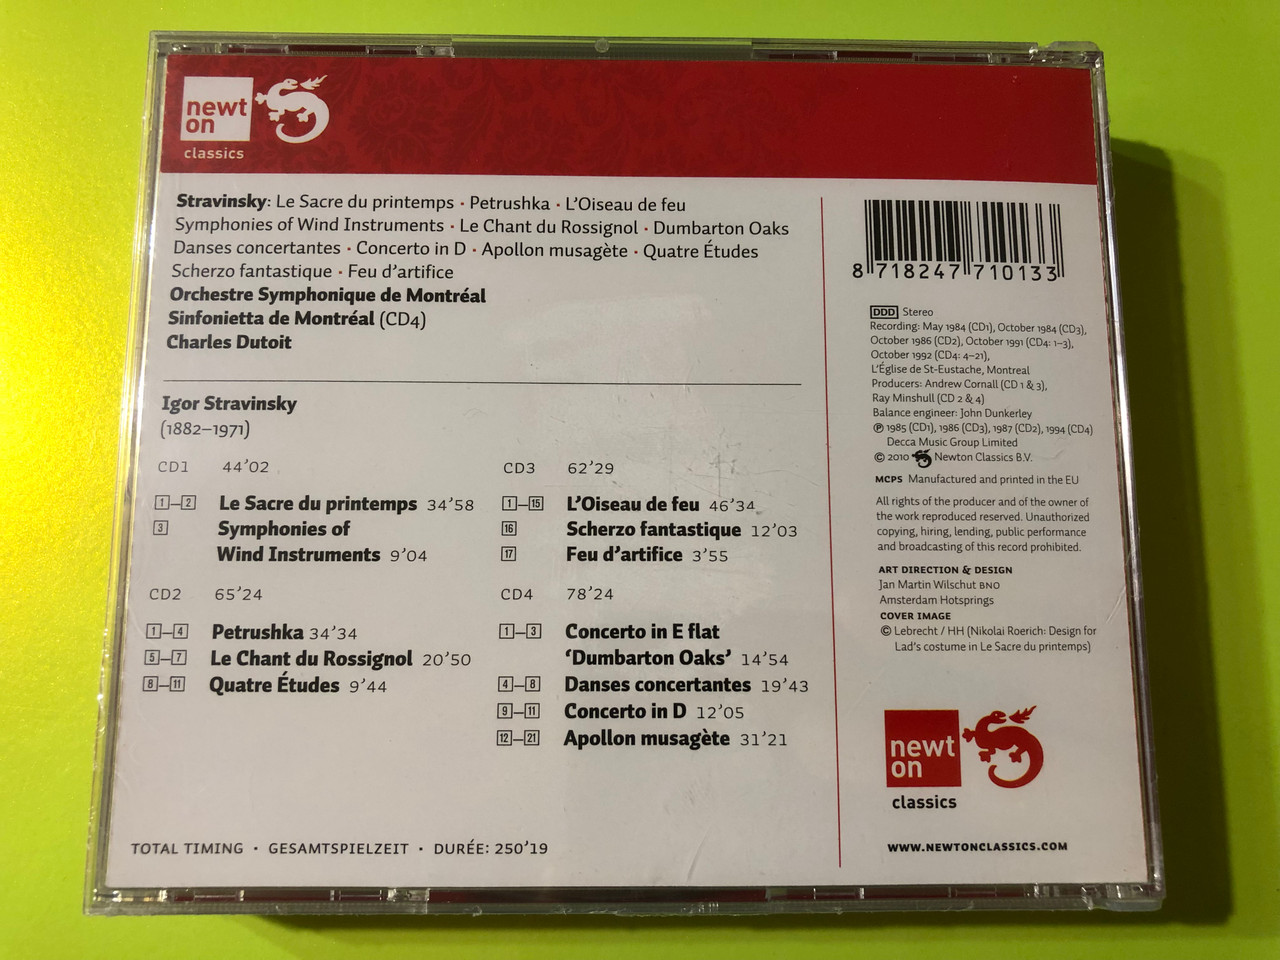 newt
on
classics
Stravinsky: Le Sacre du printemps · Petrushka · L'Oiseau de feu
Symphonies of Wind Instruments · Le Chant du Rossignol · Dumbarton Oaks
Danses concertantes · Concerto in D · Apollon musagète · Quatre Études
Scherzo fantastique · Feu d'artifice
Orchestre Symphonique de Montréal
Sinfonietta de Montréal (CD4)
Charles Dutoit
Igor Stravinsky
(1882–1971)
CD1 44'02
1–2 Le Sacre du printemps 34'58
3 Symphonies of
Wind Instruments 9'04
CD2 65'24
1–4 Petrushka 34'34
5–7 Le Chant du Rossignol 20'50
8–11 Quatre Études 9'44
CD3 62'29
1–15 L'Oiseau de feu 46'34
16 Scherzo fantastique 12'03
17 Feu d'artifice 3'55
CD4 78'24
1–3 Concerto in E flat
'Dumbarton Oaks' 14'54
4–8 Danses concertantes 19'43
9–11 Concerto in D 12'05
12–21 Apollon musagète 31'21
TOTAL TIMING · GESAMTSPIELZEIT · DURÉE: 250'19
8 718247 710133
DDD Stereo
Recording: May 1984 (CD1), October 1984 (CD3),
October 1986 (CD2), October 1991 (CD4: 1–3),
October 1992 (CD4: 4–21),
L'Église de St-Eustache, Montreal
Producers: Andrew Cornall (CD 1 & 3),
Ray Minshull (CD 2 & 4)
Balance engineer: John Dunkerley
℗ 1985 (CD1), 1986 (CD3), 1987 (CD2), 1994 (CD4)
Decca Music Group Limited
© 2010 Newton Classics B.V.
MCPS Manufactured and printed in the EU
All rights of the producer and of the owner of
the work reproduced reserved. Unauthorized
copying, hiring, lending, public performance
and broadcasting of this record prohibited.
ART DIRECTION & DESIGN
Jan Martin Wilschut BNO
Amsterdam Hotsprings
COVER IMAGE
© Lebrecht / HH (Nikolai Roerich: Design for
Lad's costume in Le Sacre du printemps)
newt
on
classics
WWW.NEWTONCLASSICS.COM